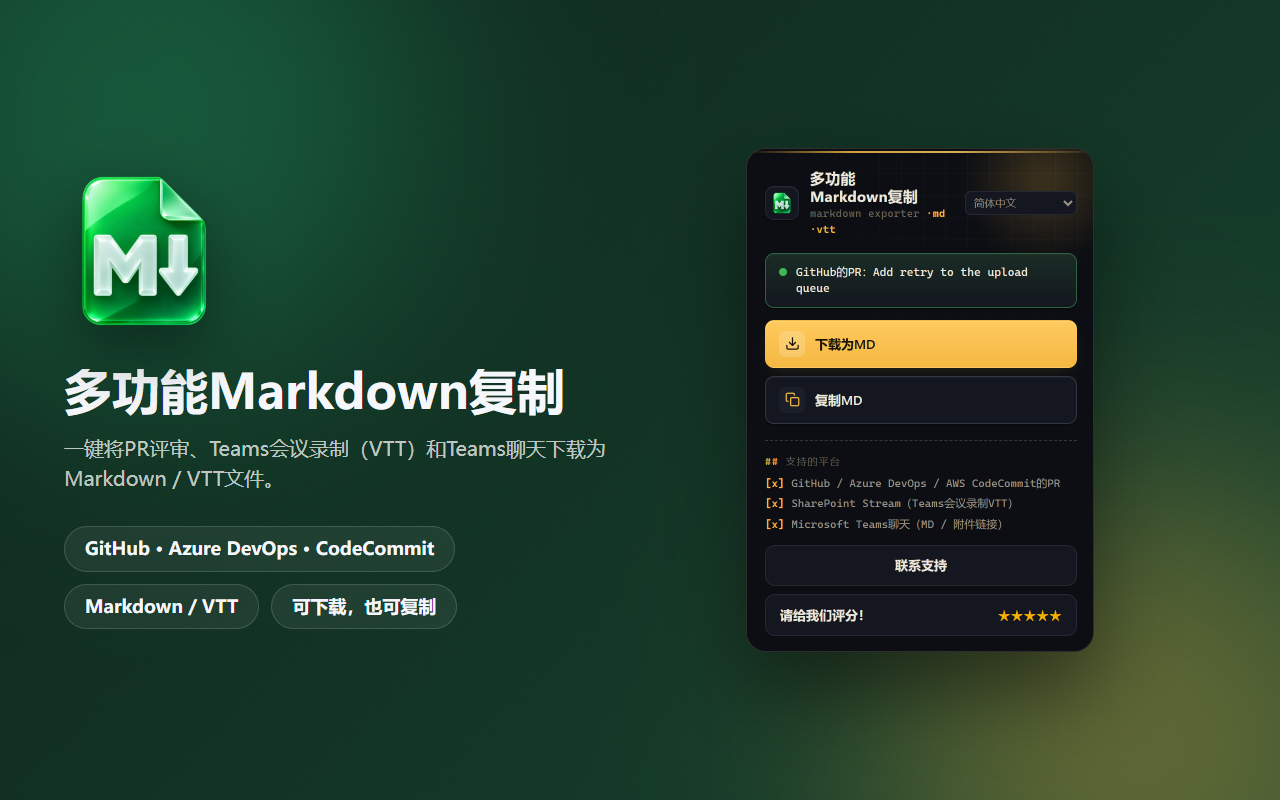 M
多功能Markdown复制
一键将PR评审、Teams会议录制（VTT）和Teams聊天下载为
Markdown / VTT文件。
GitHub • Azure DevOps • CodeCommit
Markdown / VTT
可下载，也可复制
M
多功能
Markdown复制
markdown exporter ·md
·vtt
简体中文
GitHub的PR：Add retry to the upload
queue
下载为MD
复制MD
## 支持的平台
[x] GitHub / Azure DevOps / AWS CodeCommit的PR
[x] SharePoint Stream（Teams会议录制VTT）
[x] Microsoft Teams聊天（MD / 附件链接）
联系支持
请给我们评分！ ★★★★★